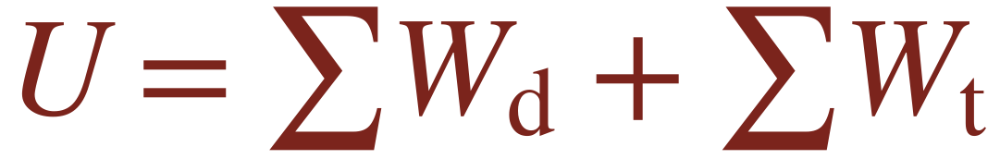 U = ∑W_d + ∑W_t